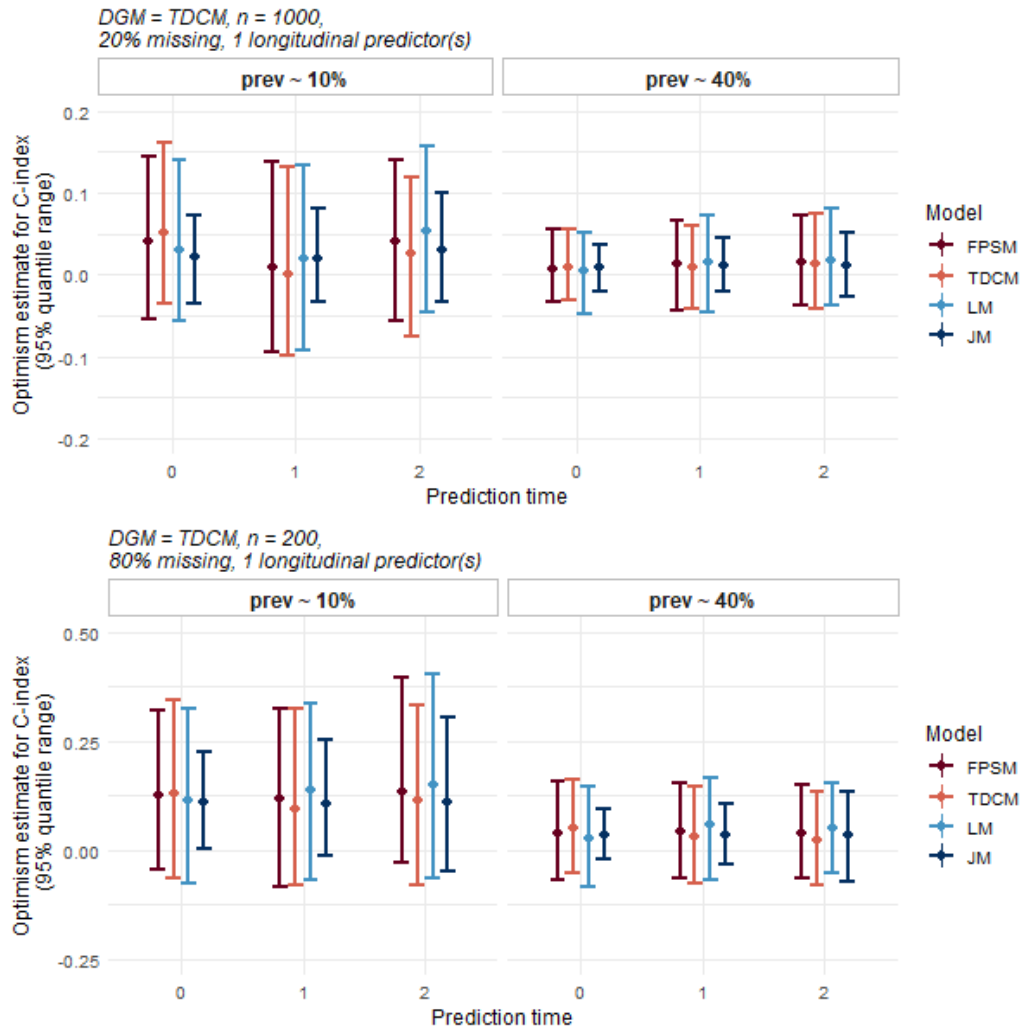 DGM = TDCM, n = 1000,
20% missing, 1 longitudinal predictor(s)
prev ~ 10%
prev ~ 40%
Optimism estimate for C-index
(95% quantile range)
0.2
0.1
0.0
-0.1
-0.2
0 1 2
0 1 2
Prediction time
Model
FPSM
TDCM
LM
JM
DGM = TDCM, n = 200,
80% missing, 1 longitudinal predictor(s)
prev ~ 10%
prev ~ 40%
Optimism estimate for C-index
(95% quantile range)
0.50
0.25
0.00
-0.25
0 1 2
0 1 2
Prediction time
Model
FPSM
TDCM
LM
JM